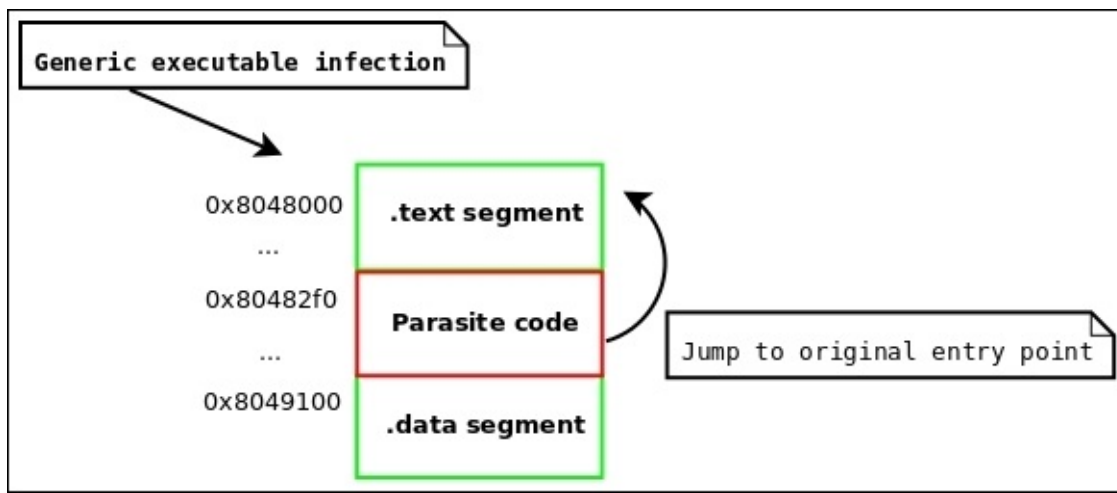 Generic executable infection
0x8048000
.text segment
...
0x80482f0
Parasite code
Jump to original entry point
...
0x8049100
.data segment